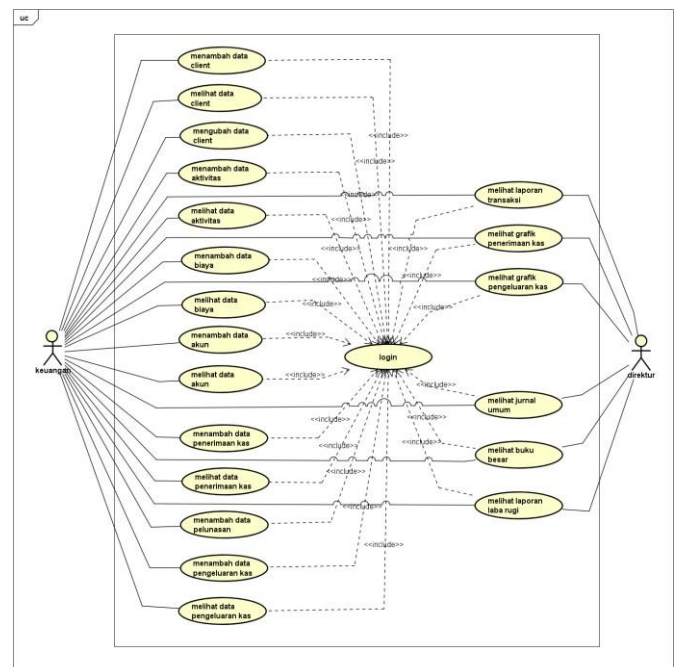 uc
menambah data
client
melihat data
client
mengubah data
client
menambah data
aktivitas
melihat data
aktivitas
menambah data
biaya
melihat data
biaya
menambah data
akun
melihat data
akun
menambah data
penerimaan kas
melihat data
penerimaan kas
menambah data
pelunasan
menambah data
pengeluaran kas
melihat data
pengeluaran kas
keuangan
<<include>>
<<include>>
<<include>>
<<include>>
<<include>>
<<include>>
<<include>>
<<include>>
<<include>>
<<include>>
<<include>>
<<include>>
<<include>>
<<include>>
login
<<include>>
<<include>>
<<include>>
<<include>>
<<include>>
<<include>>
melihat laporan
transaksi
melihat grafik
penerimaan kas
melihat grafik
pengeluaran kas
melihat jurnal
umum
melihat buku
besar
melihat laporan
laba rugi
direktur